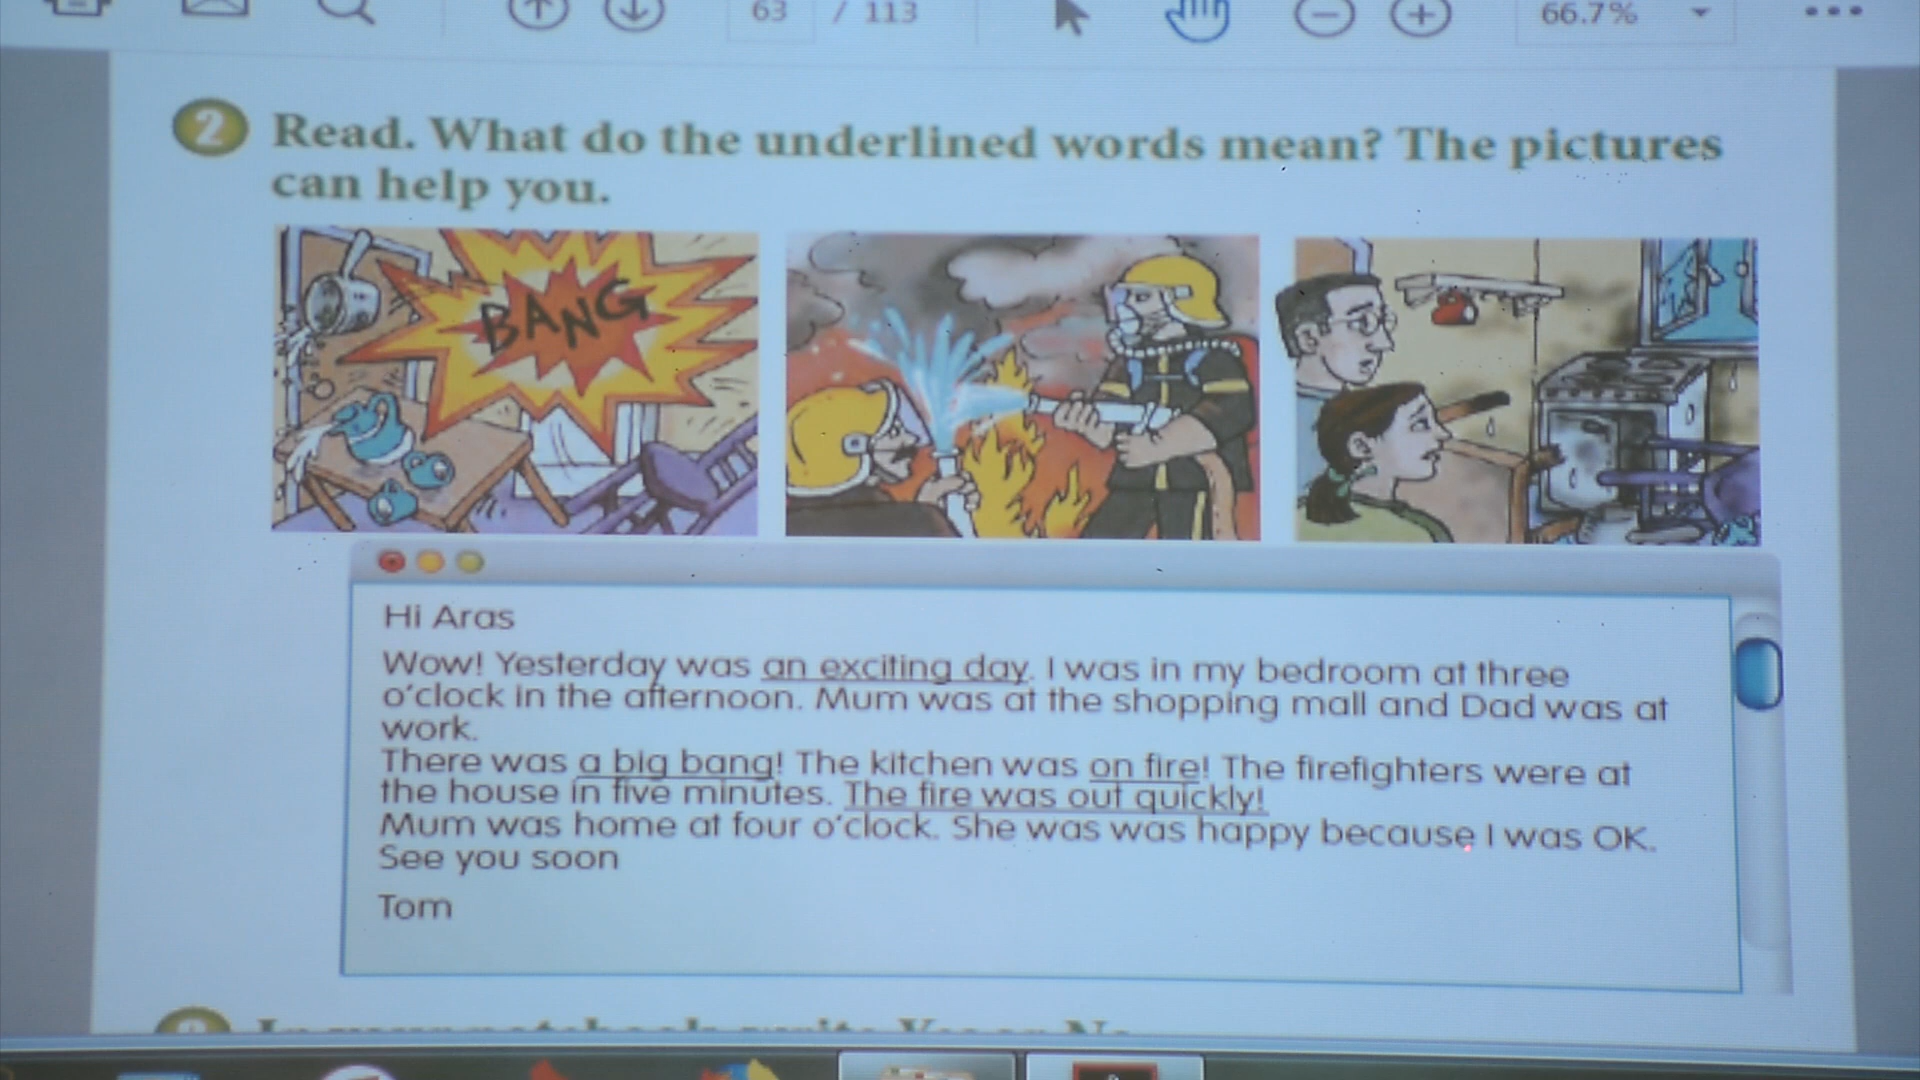 63 / 113
66.7%
2 Read. What do the underlined words mean? The pictures
can help you.
BANG
Hi Aras
Wow! Yesterday was an exciting day. I was in my bedroom at three
o'clock in the afternoon. Mum was at the shopping mall and Dad was at
work.
There was a big bang! The kitchen was on fire! The firefighters were at
the house in five minutes. The fire was out quickly!
Mum was home at four o'clock. She was was happy because I was OK.
See you soon
Tom